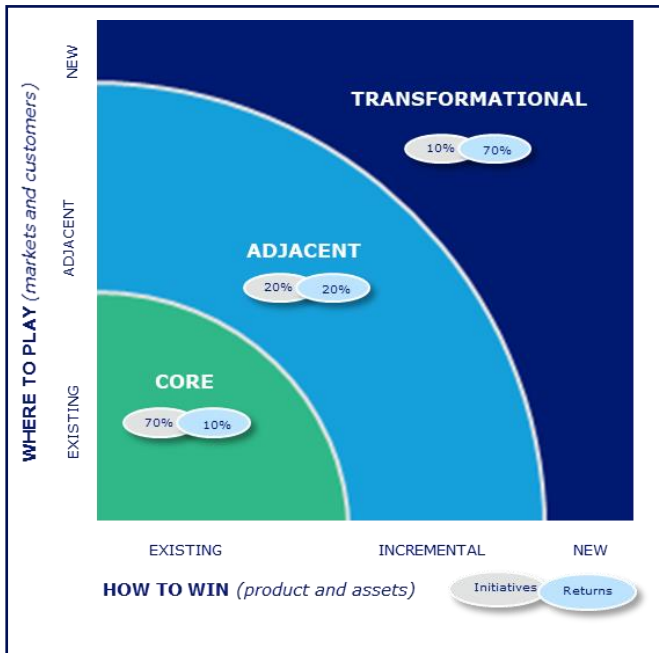 NEW
TRANSFORMATIONAL
10% 70%
WHERE TO PLAY (markets and customers)
ADJACENT
ADJACENT
20% 20%
CORE
70% 10%
EXISTING
EXISTING INCREMENTAL NEW
HOW TO WIN (product and assets)
Initiatives Returns